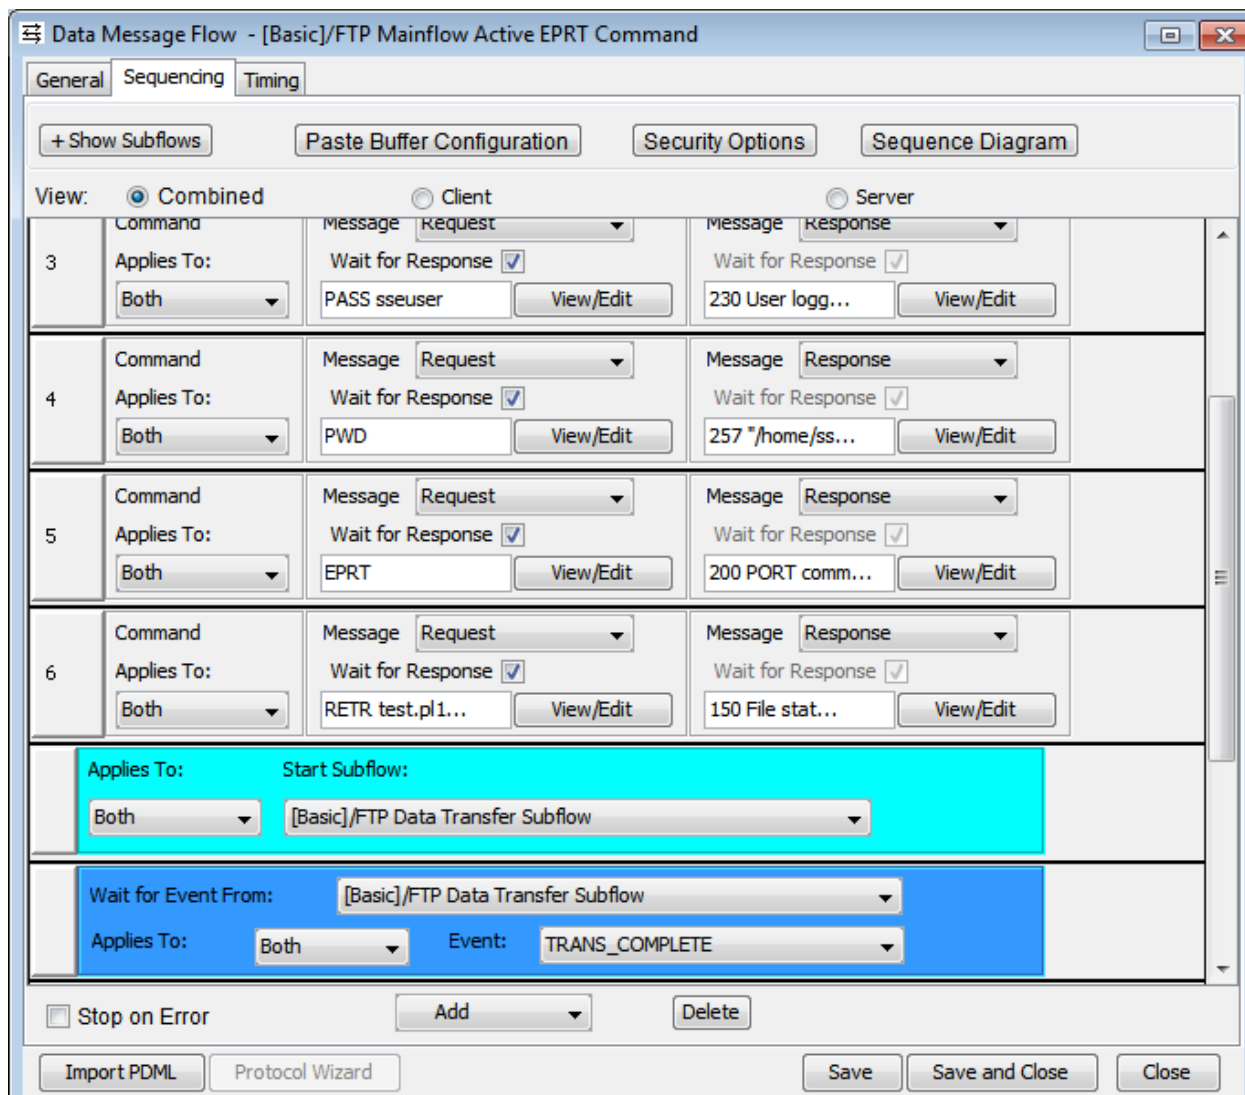 Data Message Flow - [Basic]/FTP Mainflow Active EPRT Command
General Sequencing Timing
+ Show Subflows Paste Buffer Configuration Security Options Sequence Diagram
View: Combined Client Server
Command Message Request Message Response
3 Applies To: Wait for Response Wait for Response
Both PASS sseuser View/Edit 230 User logg... View/Edit
Command Message Request Message Response
4 Applies To: Wait for Response Wait for Response
Both PWD View/Edit 257 "/home/ss... View/Edit
Command Message Request Message Response
5 Applies To: Wait for Response Wait for Response
Both EPRT View/Edit 200 PORT comm... View/Edit
Command Message Request Message Response
6 Applies To: Wait for Response Wait for Response
Both RETR test.pl1... View/Edit 150 File stat... View/Edit
Applies To: Start Subflow:
Both [Basic]/FTP Data Transfer Subflow
Wait for Event From: [Basic]/FTP Data Transfer Subflow
Applies To: Both Event: TRANS_COMPLETE
Stop on Error Add Delete
Import PDML Protocol Wizard Save Save and Close Close